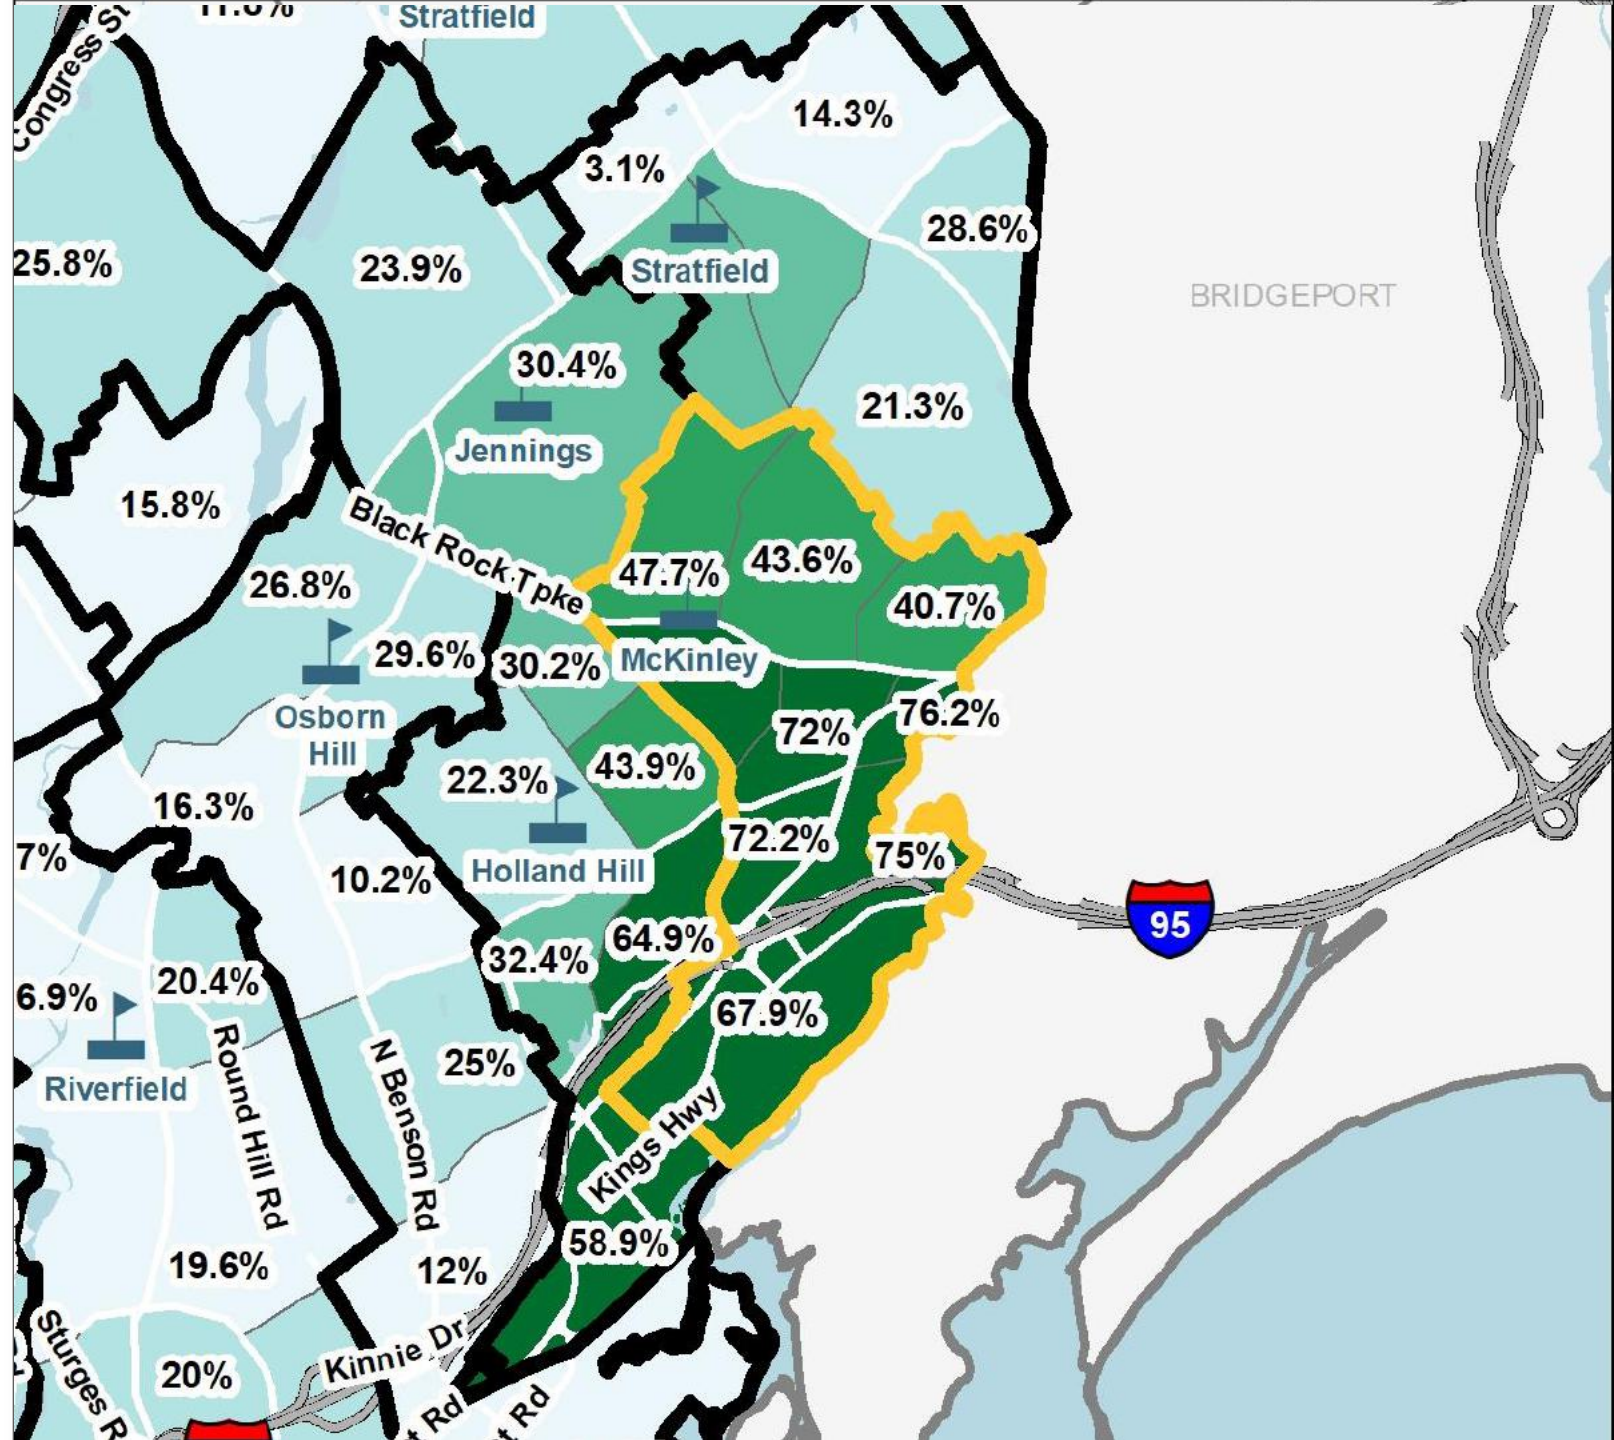 11.8%
Stratfield
Congress St
14.3%
3.1%
28.6%
25.8%
23.9%
Stratfield
BRIDGEPORT
30.4%
21.3%
Jennings
15.8%
Black Rock Tpke
47.7%
43.6%
26.8%
40.7%
29.6%
30.2%
McKinley
Osborn
Hill
72%
76.2%
22.3%
43.9%
16.3%
72.2%
7%
75%
10.2%
Holland Hill
95
64.9%
32.4%
20.4%
6.9%
67.9%
Round Hill Rd
N Benson Rd
25%
Riverfield
Kings Hwy
58.9%
19.6%
12%
Sturges R
Kinnie Dr
20%
t Rd
t Rd